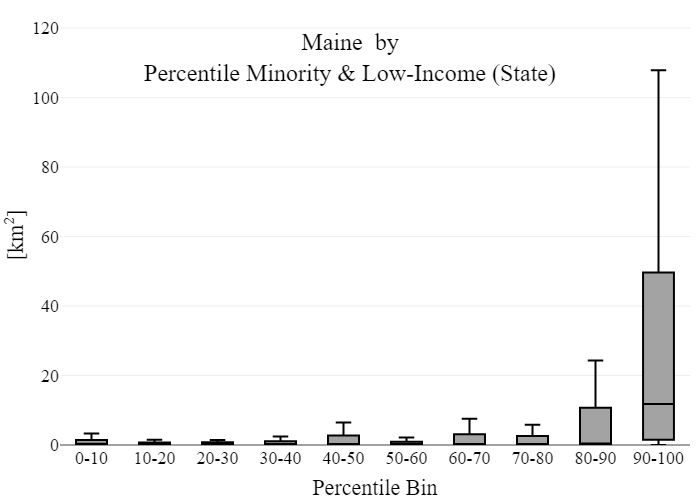 Maine by
Percentile Minority & Low-Income (State)
120
100
80
60
40
20
0
[km²]
0-10 10-20 20-30 30-40 40-50 50-60 60-70 70-80 80-90 90-100
Percentile Bin